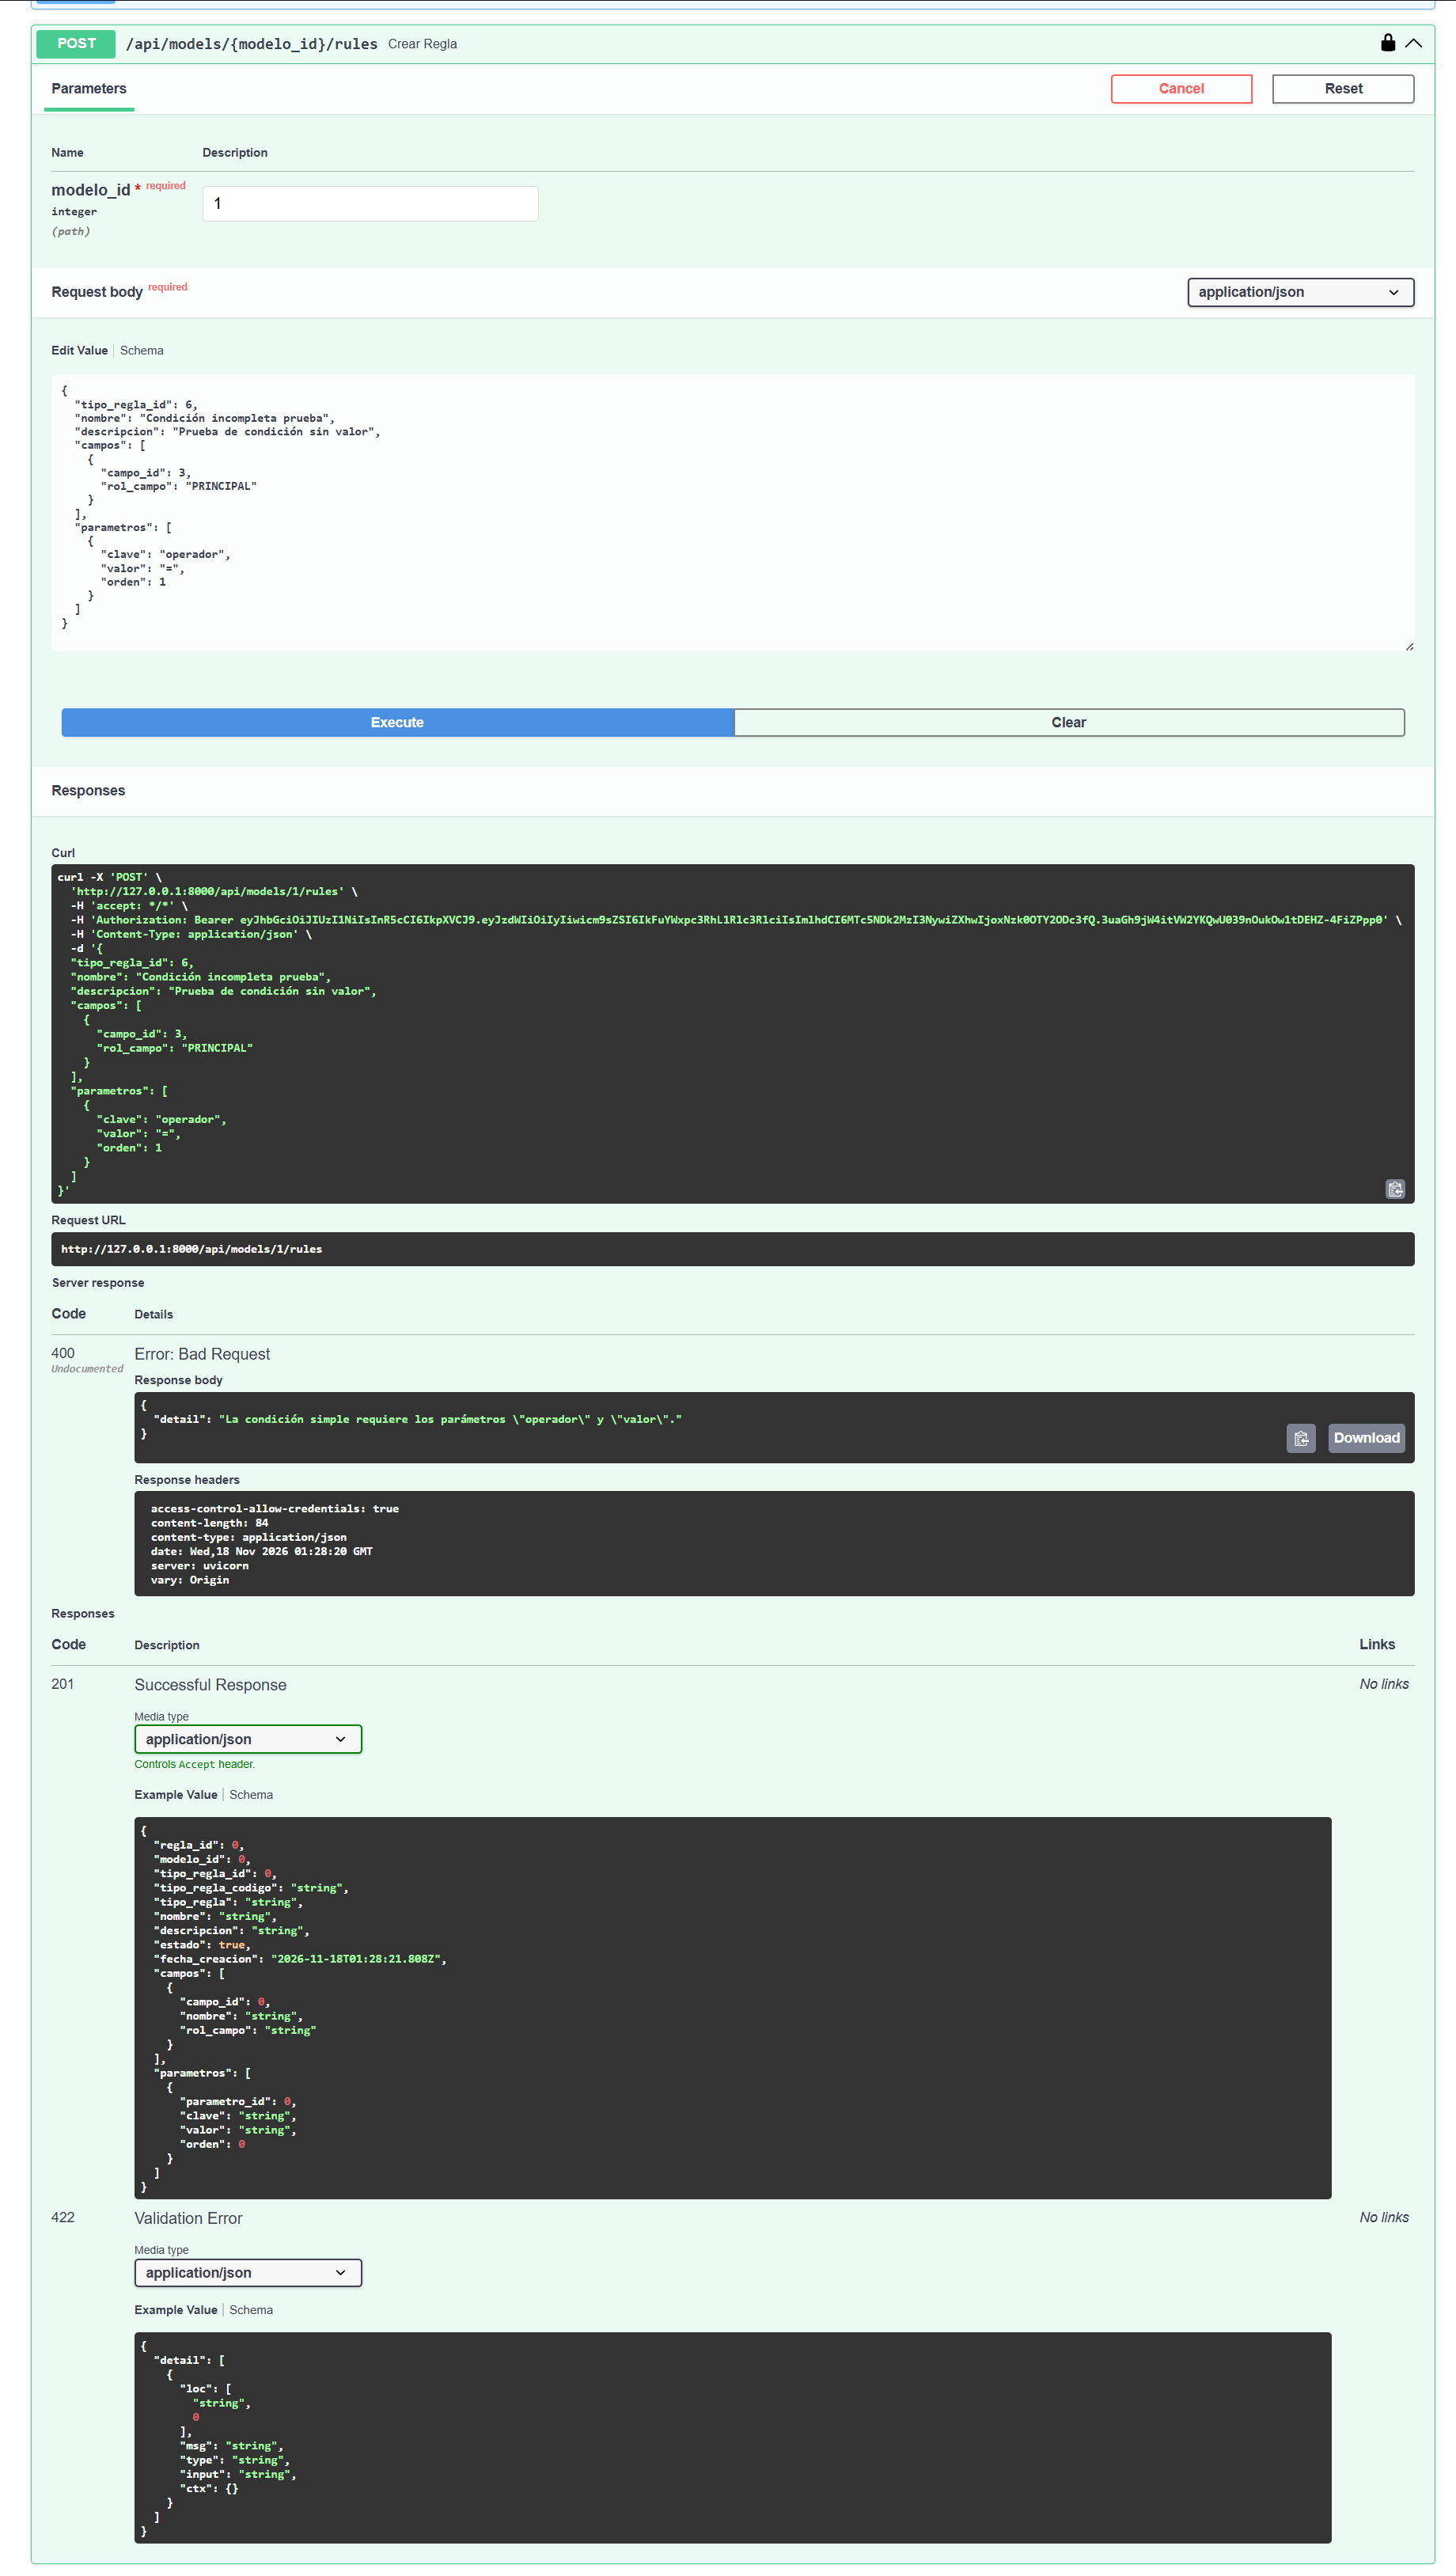 POST /api/models/{modelo_id}/rules Crear Regla
Parameters
Cancel
Reset
Name Description
modelo_id * required
integer
(path)
1
Request body required
application/json
Edit Value | Schema
{
  "tipo_regla_id": 6,
  "nombre": "Condición incompleta prueba",
  "descripcion": "Prueba de condición sin valor",
  "campos": [
    {
      "campo_id": 3,
      "rol_campo": "PRINCIPAL"
    }
  ],
  "parametros": [
    {
      "clave": "operador",
      "valor": "=",
      "orden": 1
    }
  ]
}
Execute
Clear
Responses
Curl
curl -X 'POST' \
  'http://127.0.0.1:8000/api/models/1/rules' \
  -H 'accept: */*' \
  -H 'Authorization: Bearer' \
  -H 'Content-Type: application/json' \
  -d '{
  "tipo_regla_id": 6,
  "nombre": "Condición incompleta prueba",
  "descripcion": "Prueba de condición sin valor",
  "campos": [
    {
      "campo_id": 3,
      "rol_campo": "PRINCIPAL"
    }
  ],
  "parametros": [
    {
      "clave": "operador",
      "valor": "=",
      "orden": 1
    }
  ]
}'
Request URL
http://127.0.0.1:8000/api/models/1/rules
Server response
Code Details
400 Error: Bad Request
Undocumented
Response body
{
  "detail": "La condición simple requiere los parámetros \"operador\" y \"valor\"."
}
Download
Response headers
access-control-allow-credentials: true
content-length: 84
content-type: application/json
date: Wed,18 Nov 2026 01:28:20 GMT
server: uvicorn
vary: Origin
Responses
Code Description Links
201 Successful Response No links
Media type
application/json
Controls Accept header.
Example Value | Schema
{
  "regla_id": 0,
  "modelo_id": 0,
  "tipo_regla_id": 0,
  "tipo_regla_codigo": "string",
  "tipo_regla": "string",
  "nombre": "string",
  "descripcion": "string",
  "estado": true,
  "fecha_creacion": "2026-11-18T01:28:21.808Z",
  "campos": [
    {
      "campo_id": 0,
      "nombre": "string",
      "rol_campo": "string"
    }
  ],
  "parametros": [
    {
      "parametro_id": 0,
      "clave": "string",
      "valor": "string",
      "orden": 0
    }
  ]
}
422 Validation Error No links
Media type
application/json
Example Value | Schema
{
  "detail": [
    {
      "loc": [
        "string",
        0
      ],
      "msg": "string",
      "type": "string",
      "input": "string",
      "ctx": {}
    }
  ]
}